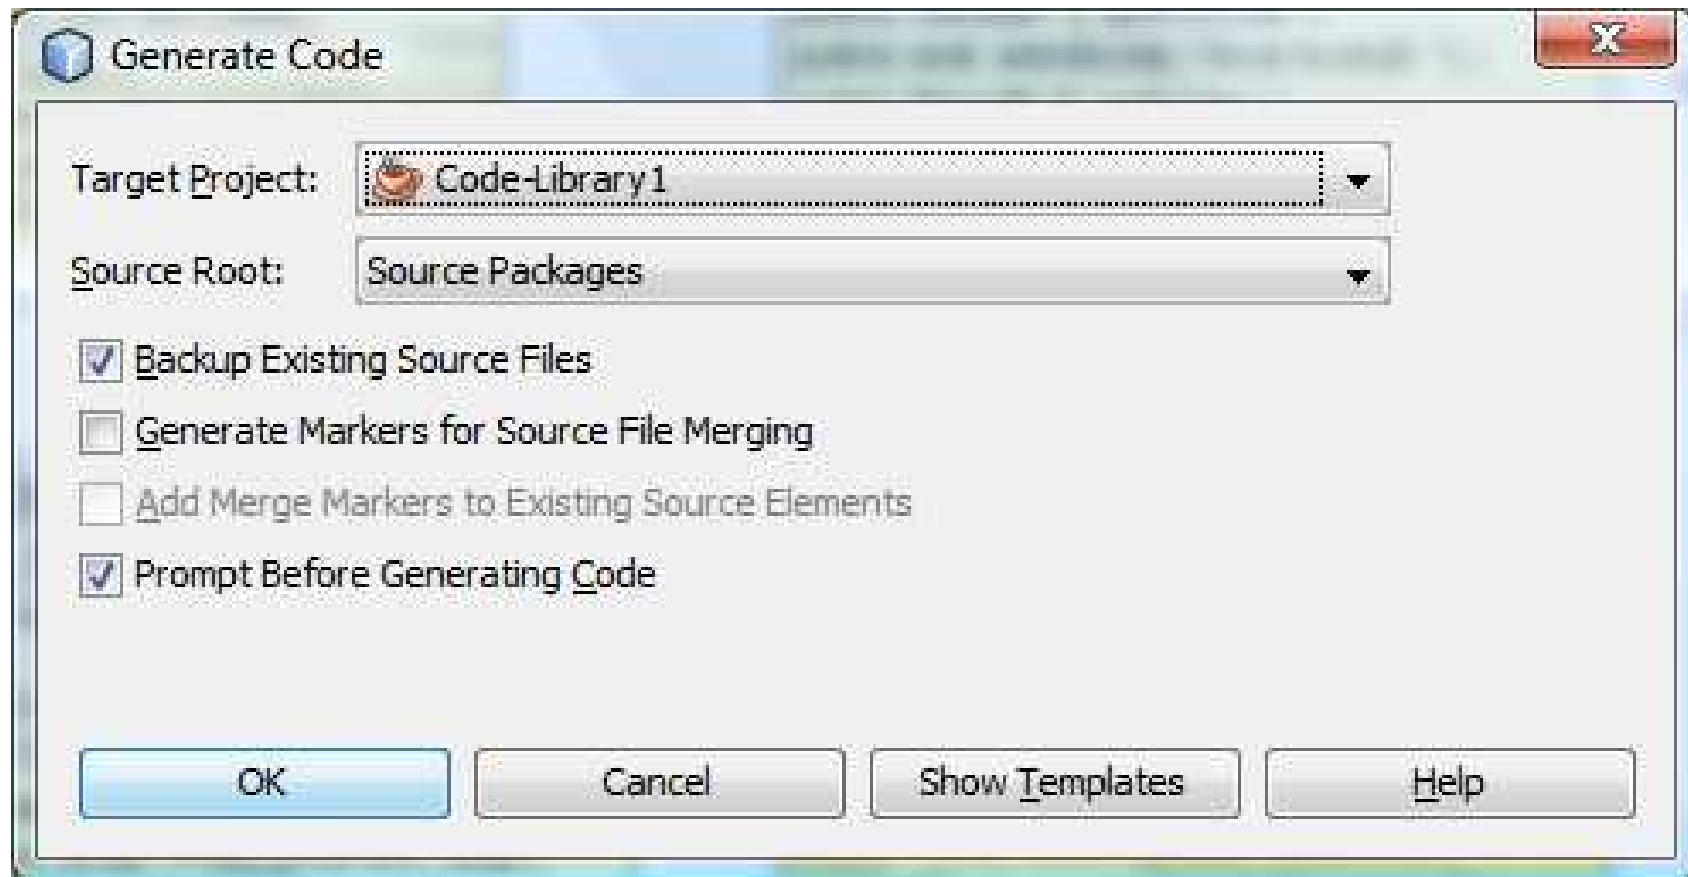 Generate Code
Target Project: Code-Library1
Source Root: Source Packages
Backup Existing Source Files
Generate Markers for Source File Merging
Add Merge Markers to Existing Source Elements
Prompt Before Generating Code
OK Cancel Show Templates Help